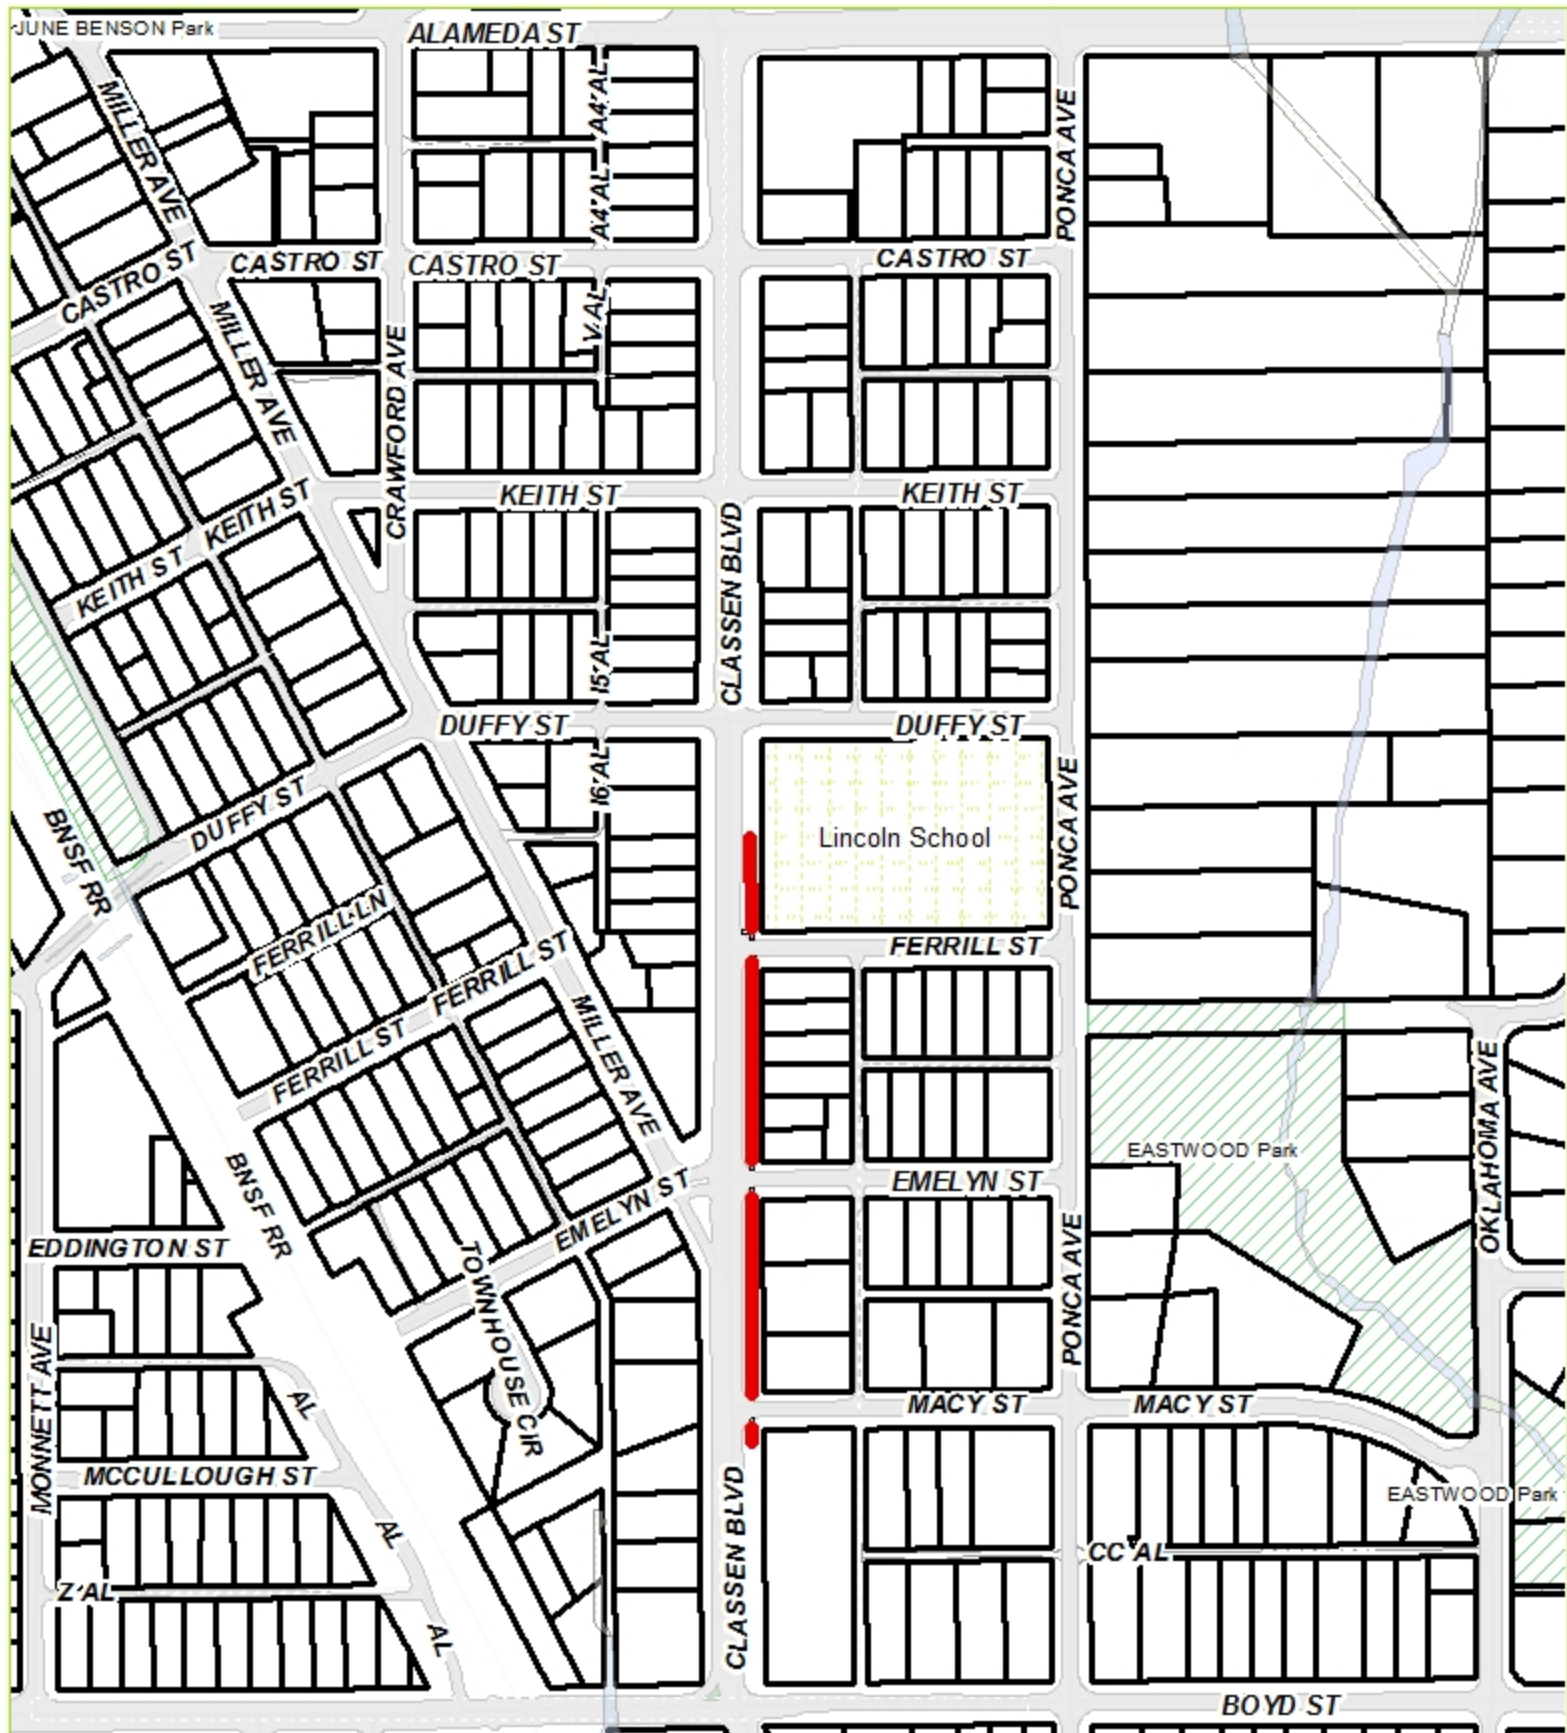 JUNE BENSON Park
ALAMEDA ST
A4 AL
MILLER AVE
PONCA AVE
A4 AL
CASTRO ST
CASTRO ST
CASTRO ST
CASTRO ST
V AL
MILLER AVE
CRAWFORD AVE
KEITH ST
KEITH ST
KEITH ST
KEITH ST
CLASSEN BLVD
I5 AL
DUFFY ST
DUFFY ST
I6 AL
PONCA AVE
DUFFY ST
Lincoln School
BNSF RR
FERRILL LN
FERRILL ST
FERRILL ST
MILLER AVE
FERRILL ST
OKLAHOMA AVE
EASTWOOD Park
BNSF RR
EMELYN ST
EMELYN ST
EDDINGTON ST
TOWNHOUSE CIR
PONCA AVE
MONNETT AVE
AL
MACY ST
MACY ST
MCCULLOUGH ST
CLASSEN BLVD
EASTWOOD Park
AL
CC AL
Z AL
AL
BOYD ST